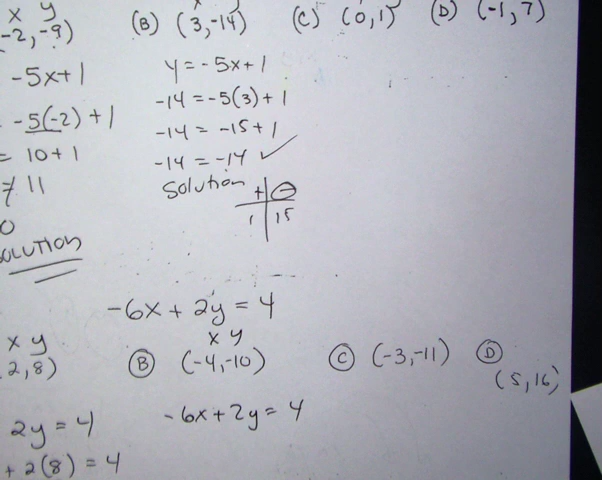 x y
-2, -9) (B) (3, -14) (C) (0, 1) (D) (-1, 7)
-5x+1 y = -5x+1
-5(-2) + 1 -14 = -5(3) + 1
= 10+1 -14 = -15+1
≠ 11 -14 = -14 ✓
Solution + | -
1 | 15
O
SOLUTION
-6x + 2y = 4
x y x y
2, 8) (B) (-4, -10) (C) (-3, -11) (D)
(5, 16)
2y = 4 -6x + 2y = 4
+ 2(8) = 4